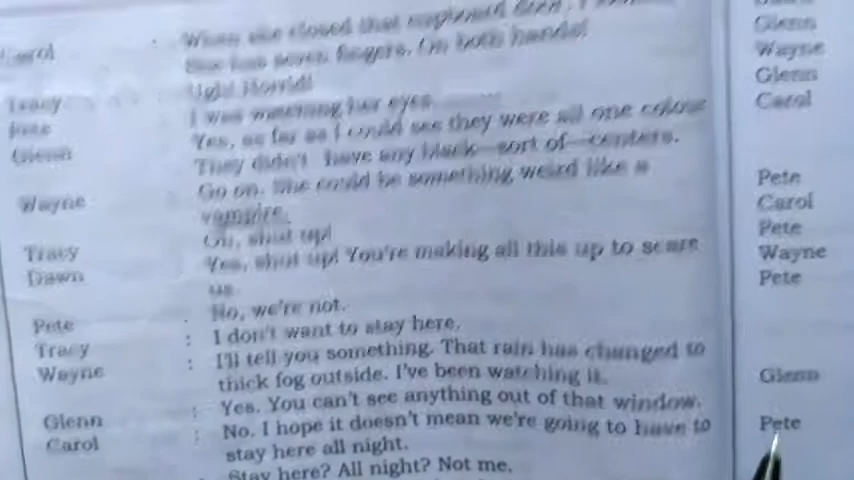 Carol : When she closed that
She has seven fingers. On both hands!
Tracy Ugh! Horrid!
Pete I was watching her eyes.
Glenn Yes, as far as I could see they were all one colour
They didn't have any black—sort of—centers.
Wayne Go on. She could be something weird like a
vampire.
Tracy Oh, shut up!
Dawn Yes, shut up! You're making all this up to scare
us.
Pete : No, we're not.
Tracy : I don't want to stay here.
Wayne : I'll tell you something. That rain has changed to
thick fog outside. I've been watching it.
Glenn : Yes. You can't see anything out of that window.
Carol : No. I hope it doesn't mean we're going to have to
stay here all night.
Stay here? All night? Not me.
Glenn
Wayne
Glenn
Carol
Pete
Carol
Pete
Wayne
Pete
Glenn
Pete